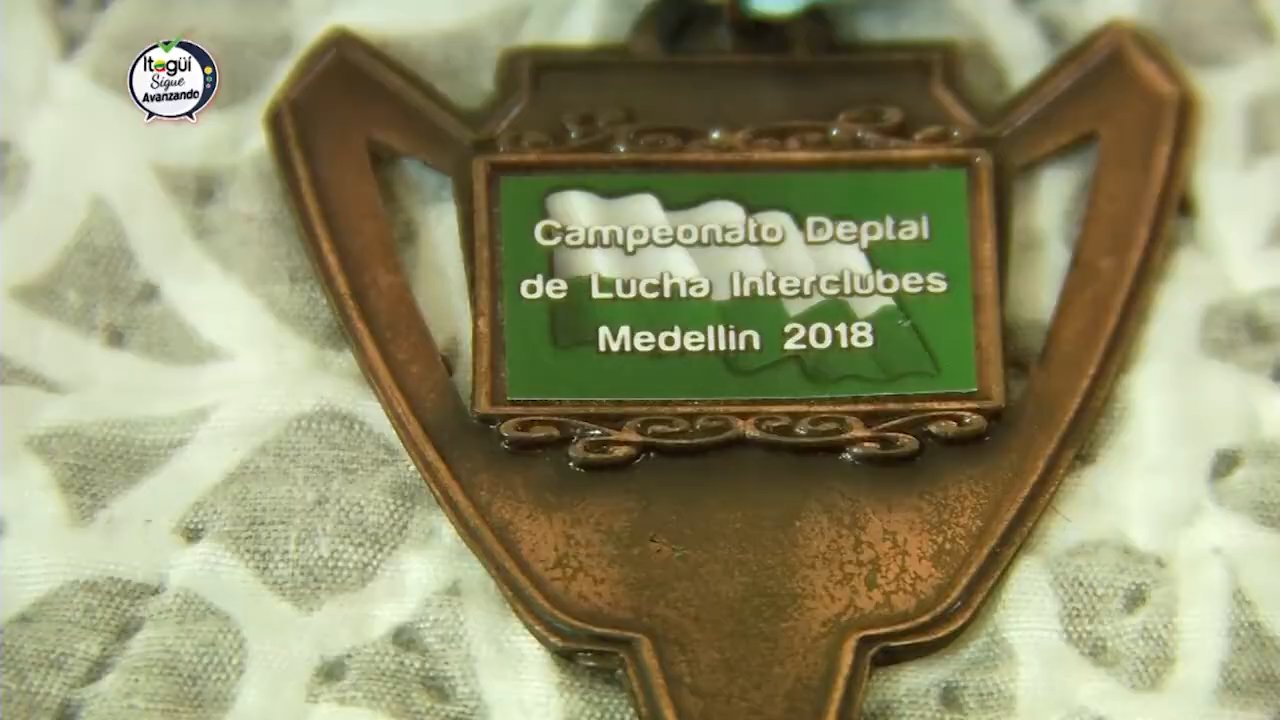 Itagüí
Sigue
Avanzando
Campeonato Deptal
de Lucha Interclubes
Medellin 2018